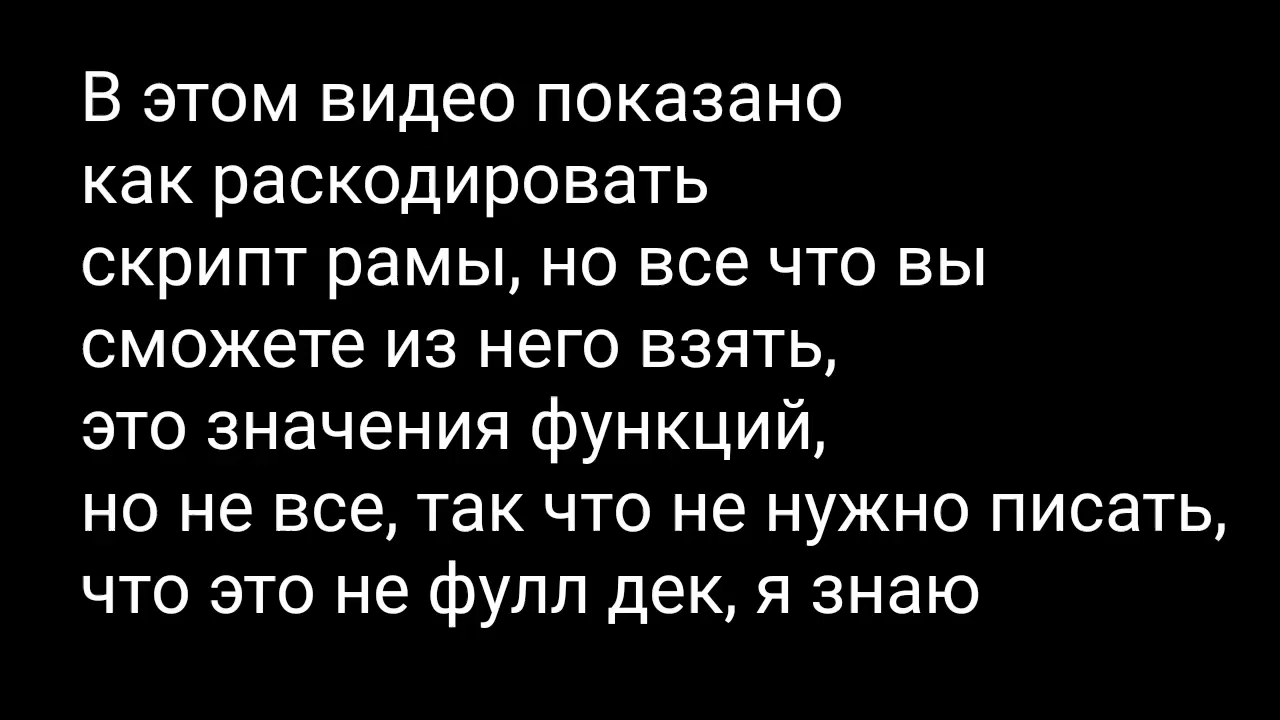 В этом видео показано
как раскодировать
скрипт рамы, но все что вы
сможете из него взять,
это значения функций,
но не все, так что не нужно писать,
что это не фулл дек, я знаю